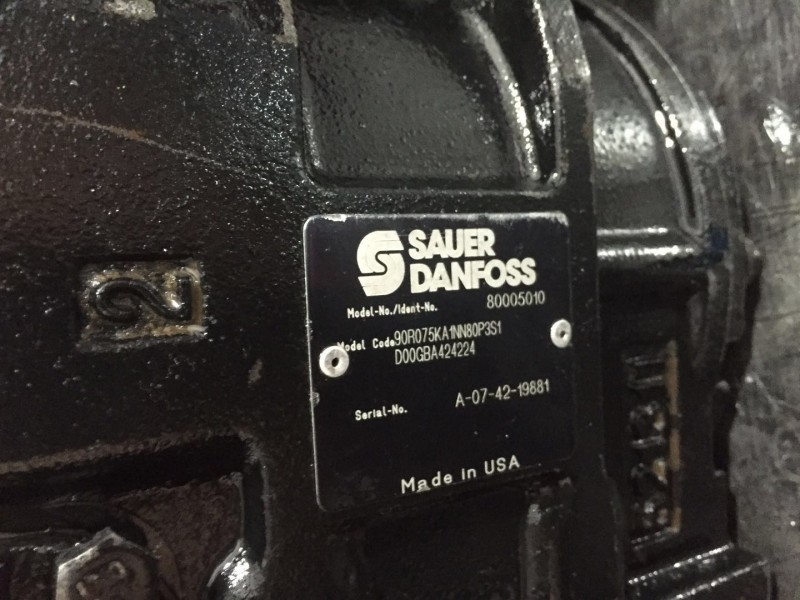 SAUER
DANFOSS
Model-No./Ident-No. 80005010
Model Code 90R075KA1NN80P3S1
D00GBA424224
Serial-No. A-07-42-19881
Made in USA
2